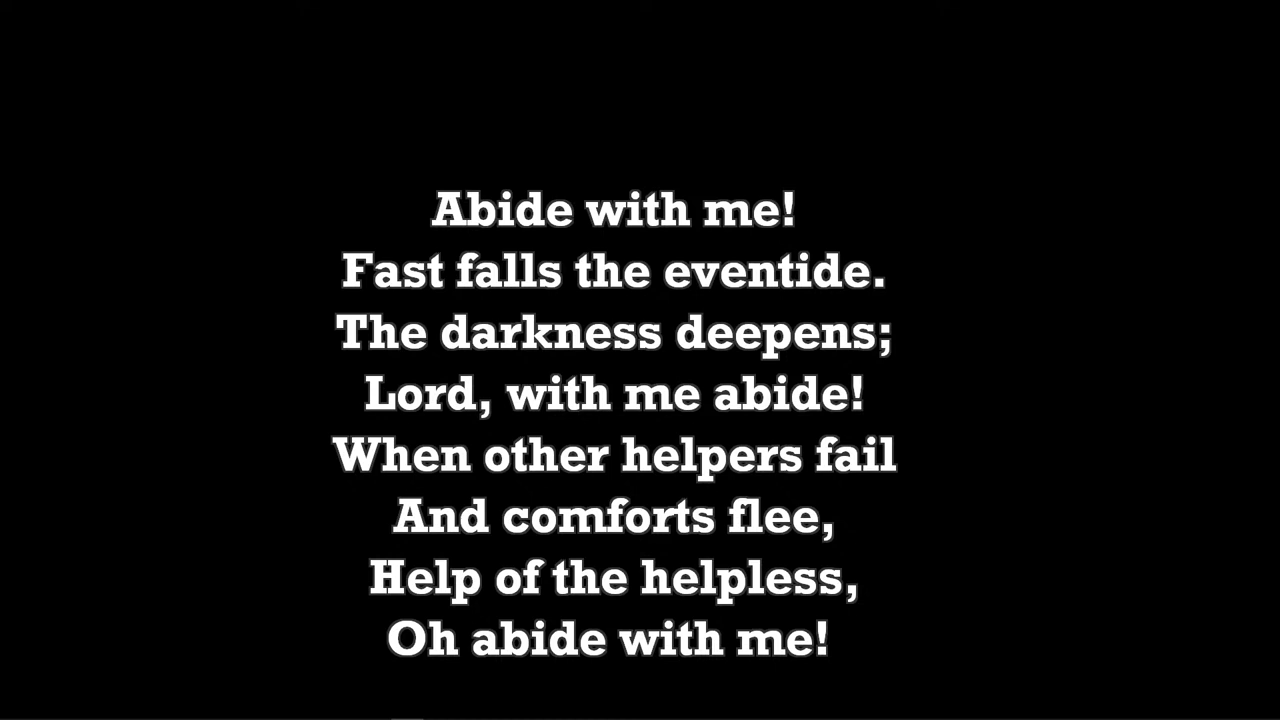 Abide with me!
Fast falls the eventide.
The darkness deepens;
Lord, with me abide!
When other helpers fail
And comforts flee,
Help of the helpless,
Oh abide with me!